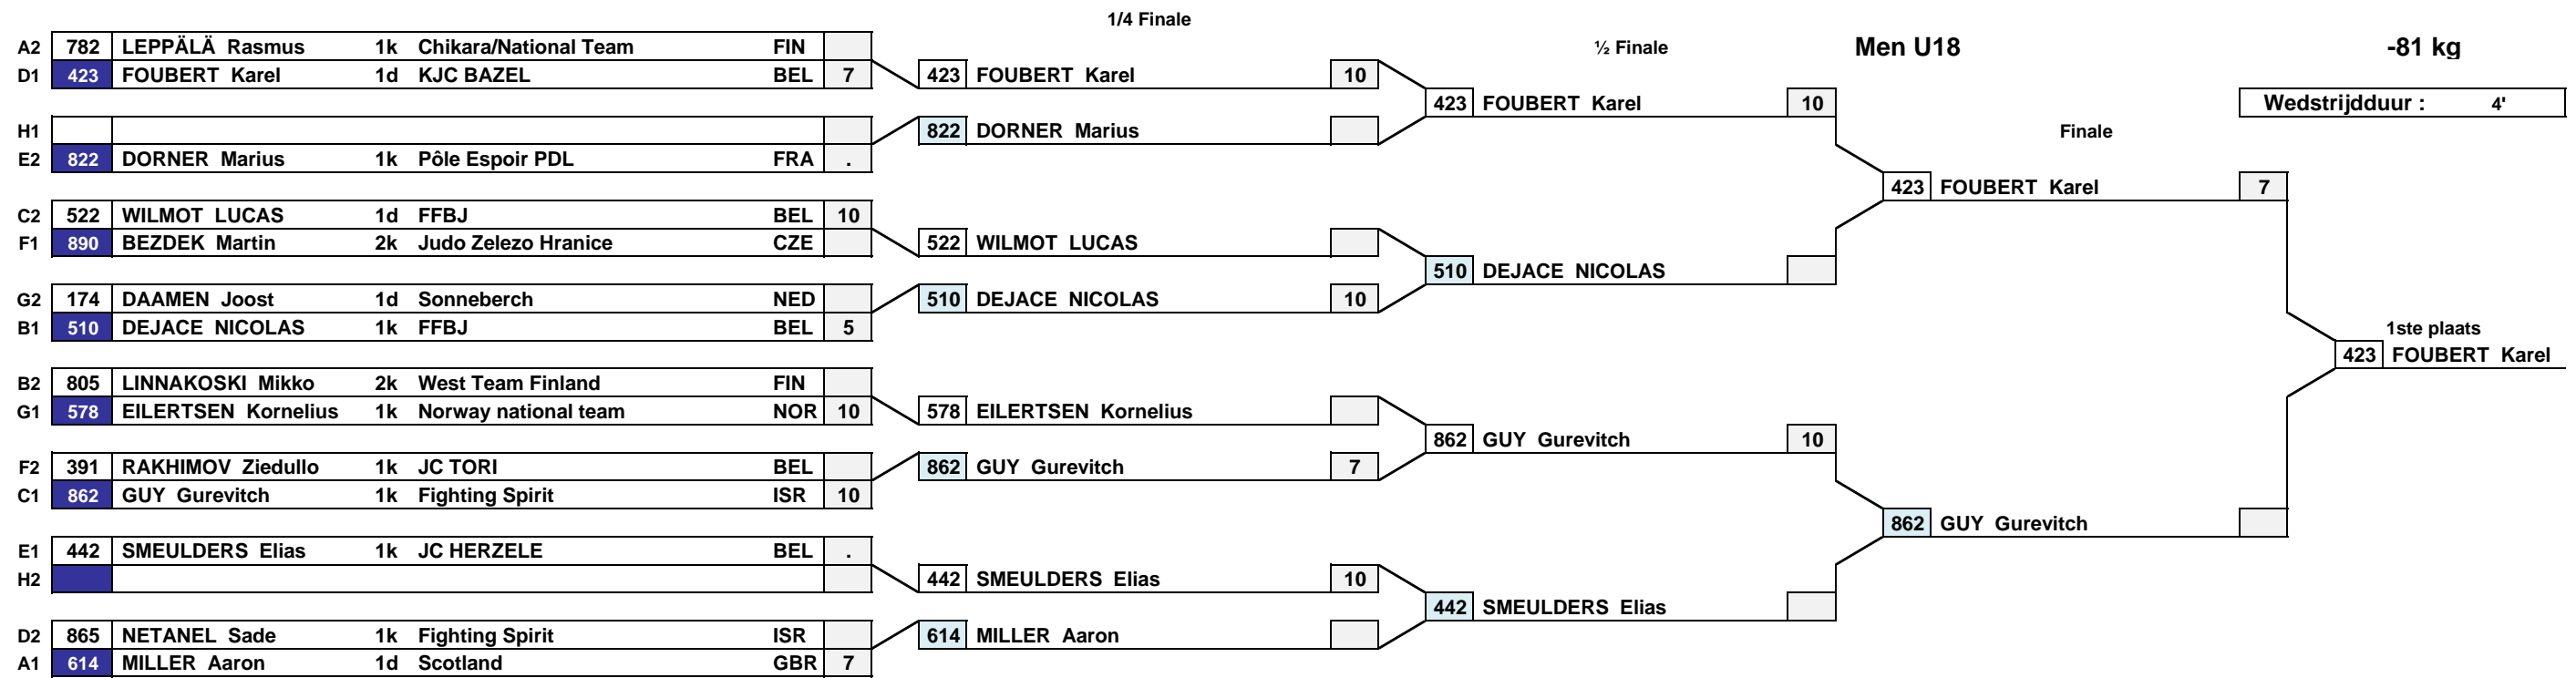 1/4 Finale
A2 782 LEPPÄLÄ Rasmus 1k Chikara/National Team FIN ½ Finale Men U18 -81 kg
D1 423 FOUBERT Karel 1d KJC BAZEL BEL 7 423 FOUBERT Karel 10
423 FOUBERT Karel 10 Wedstrijdduur : 4'
H1 822 DORNER Marius Finale
E2 822 DORNER Marius 1k Pôle Espoir PDL FRA .
423 FOUBERT Karel 7
C2 522 WILMOT LUCAS 1d FFBJ BEL 10
F1 890 BEZDEK Martin 2k Judo Zelezo Hranice CZE 522 WILMOT LUCAS
510 DEJACE NICOLAS
G2 174 DAAMEN Joost 1d Sonneberch NED 510 DEJACE NICOLAS 10
B1 510 DEJACE NICOLAS 1k FFBJ BEL 5 1ste plaats
423 FOUBERT Karel
B2 805 LINNAKOSKI Mikko 2k West Team Finland FIN
G1 578 EILERTSEN Kornelius 1k Norway national team NOR 10 578 EILERTSEN Kornelius
862 GUY Gurevitch 10
F2 391 RAKHIMOV Ziedullo 1k JC TORI BEL 862 GUY Gurevitch 7
C1 862 GUY Gurevitch 1k Fighting Spirit ISR 10
862 GUY Gurevitch
E1 442 SMEULDERS Elias 1k JC HERZELE BEL .
H2 442 SMEULDERS Elias 10
442 SMEULDERS Elias
D2 865 NETANEL Sade 1k Fighting Spirit ISR 614 MILLER Aaron
A1 614 MILLER Aaron 1d Scotland GBR 7